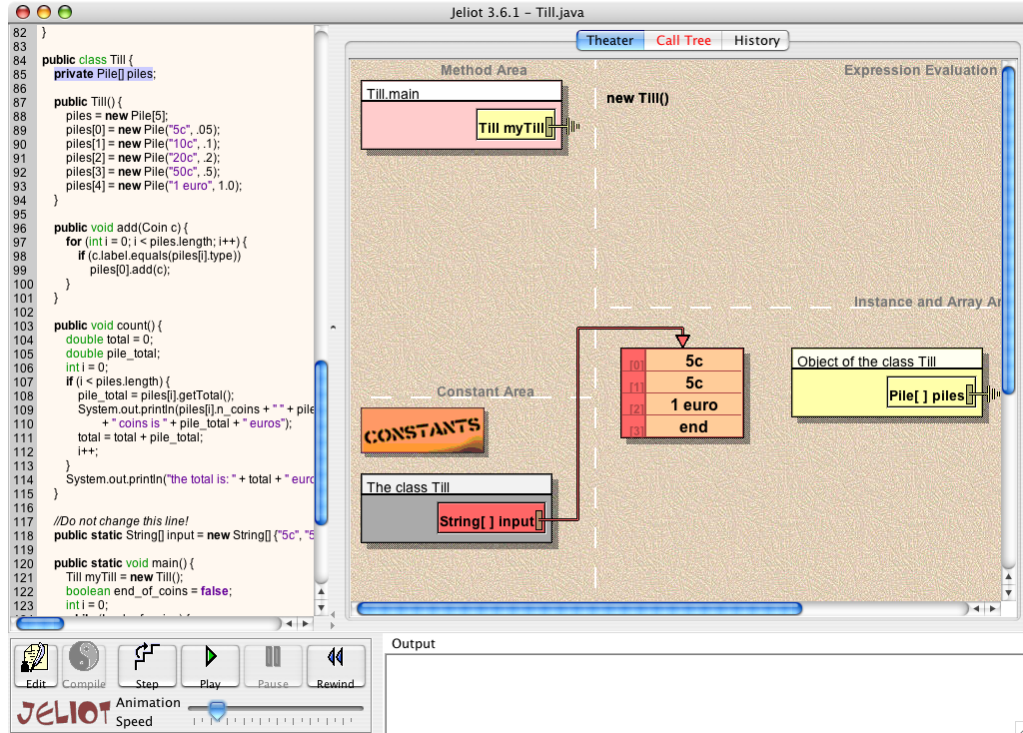 Jeliot 3.6.1 – Till.java
82 }
83
84 public class Till {
85 private Pile[] piles;
86
87 public Till() {
88 piles = new Pile[5];
89 piles[0] = new Pile("5c", .05);
90 piles[1] = new Pile("10c", .1);
91 piles[2] = new Pile("20c", .2);
92 piles[3] = new Pile("50c", .5);
93 piles[4] = new Pile("1 euro", 1.0);
94 }
95
96 public void add(Coin c) {
97 for (int i = 0; i < piles.length; i++) {
98 if (c.label.equals(piles[i].type))
99 piles[0].add(c);
100 }
101 }
102
103 public void count() {
104 double total = 0;
105 double pile_total;
106 int i = 0;
107 if (i < piles.length) {
108 pile_total = piles[i].getTotal();
109 System.out.println(piles[i].n_coins + " " + pile
110 + " coins is " + pile_total + " euros");
111 total = total + pile_total;
112 i++;
113 }
114 System.out.println("the total is: " + total + " euro
115 }
116
117 //Do not change this line!
118 public static String[] input = new String[] {"5c", "5
119
120 public static void main() {
121 Till myTill = new Till();
122 boolean end_of_coins = false;
123 int i = 0;
Theater
Call Tree
History
Method Area
Expression Evaluation
Till.main
Till myTill
new Till()
Instance and Array Ar
[0] 5c
[1] 5c
[2] 1 euro
[3] end
Object of the class Till
Pile[ ] piles
Constant Area
CONSTANTS
The class Till
String[ ] input
Edit
Compile
Step
Play
Pause
Rewind
JELIOT
Animation
Speed
Output